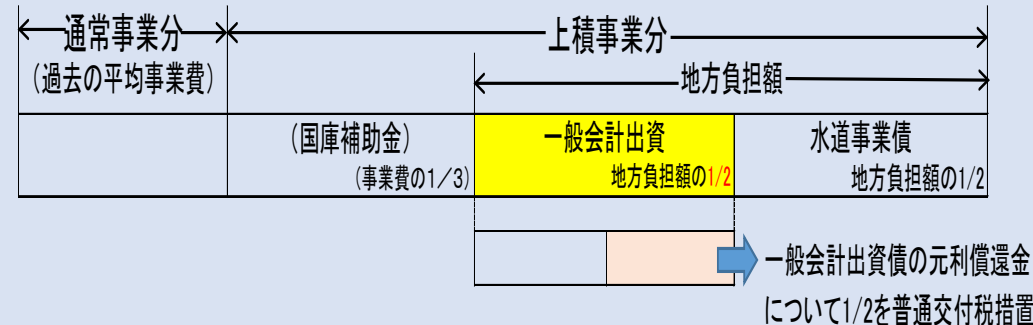 通常事業分
上積事業分
(過去の平均事業費)
地方負担額
(国庫補助金)
一般会計出資
水道事業債
(事業費の1/3)
地方負担額の1/2
地方負担額の1/2
一般会計出資債の元利償還金
について1/2を普通交付税措置